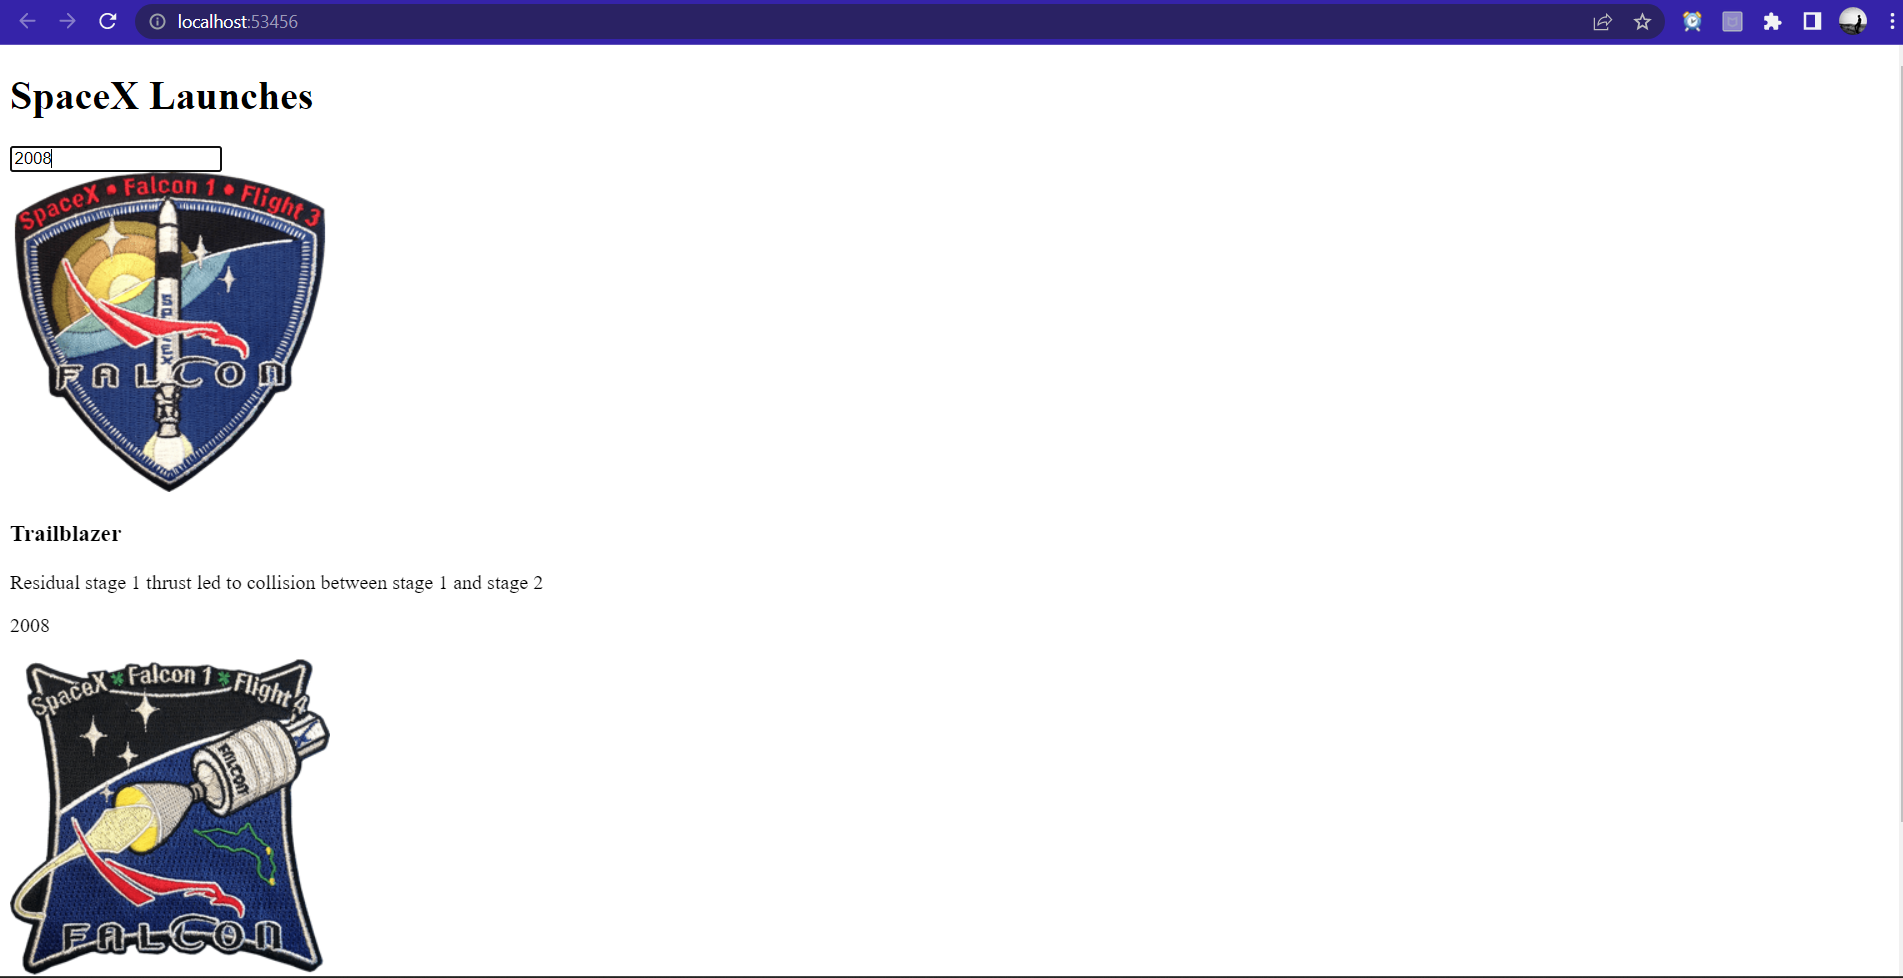 localhost:53456
SpaceX Launches
2008
SpaceX • Falcon 1 • Flight 3
SPACEX
FALCON
Trailblazer
Residual stage 1 thrust led to collision between stage 1 and stage 2
2008
SpaceX Falcon 1 Flight 4
FALCON
FALCON